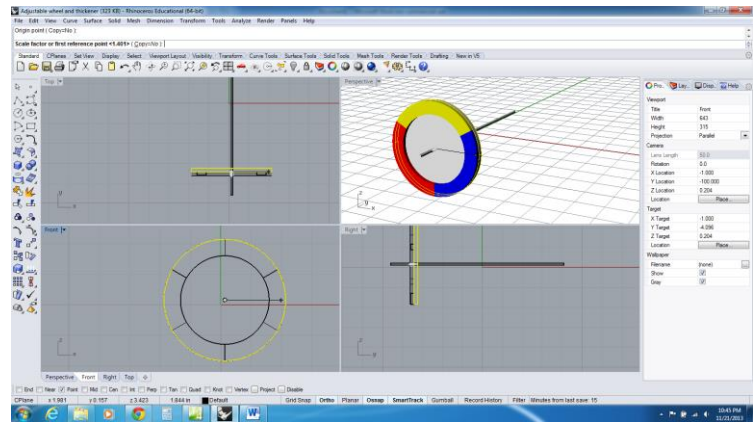 Adjustable wheel and thickener (323 KB) - Rhinoceros Educational (64-bit)
File Edit View Curve Surface Solid Mesh Dimension Transform Tools Analyze Render Panels Help
Origin point ( Copy=No ):
Scale factor or first reference point <1.401> ( Copy=No ):
Standard CPlanes Set View Display Select Viewport Layout Visibility Transform Curve Tools Surface Tools Solid Tools Mesh Tools Render Tools Drafting New in V5
Top
Perspective
Front
Right
Viewport
Title Front
Width 643
Height 315
Projection Parallel
Camera
Lens Length 50.0
Rotation 0.0
X Location -1.000
Y Location -100.000
Z Location 0.204
Location Place...
Target
X Target -1.000
Y Target -4.096
Z Target 0.204
Location Place...
Wallpaper
Filename (none)
Show
Gray
Perspective Front Right Top
End Near Point Mid Cen Int Perp Tan Quad Knot Vertex Project Disable
CPlane x 1.981 y 0.157 z 3.423 1.844 in Default Grid Snap Ortho Planar Osnap SmartTrack Gumball Record History Filter Minutes from last save: 15
10:45 PM
11/21/2013